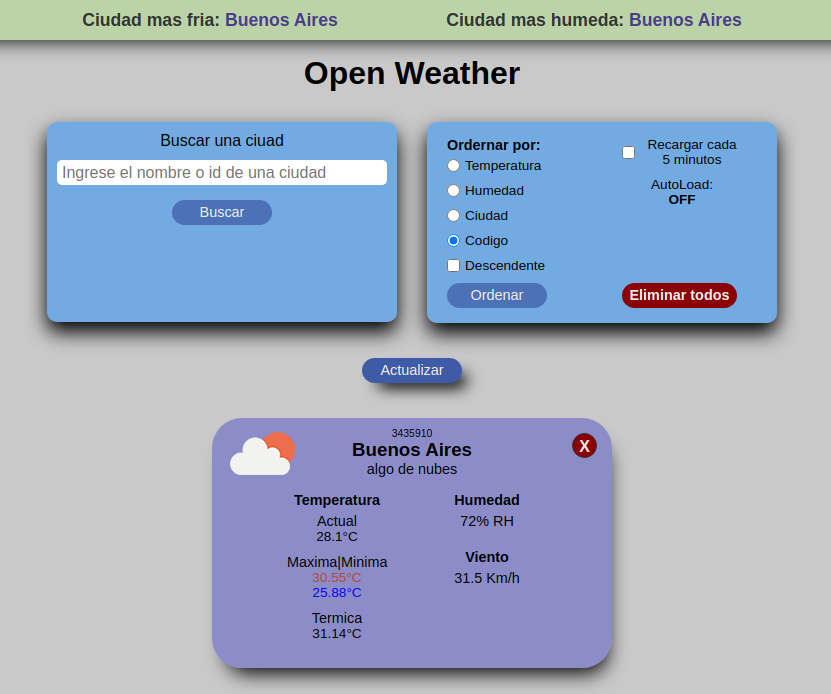 Ciudad mas fria: Buenos Aires
Ciudad mas humeda: Buenos Aires
Open Weather
Buscar una ciuad
Ingrese el nombre o id de una ciudad
Buscar
Ordernar por:
Temperatura
Humedad
Ciudad
Codigo
Descendente
Ordenar
Recargar cada
5 minutos
AutoLoad:
OFF
Eliminar todos
Actualizar
3435910
Buenos Aires
algo de nubes
X
Temperatura
Actual
28.1°C
Maxima|Minima
30.55°C
25.88°C
Termica
31.14°C
Humedad
72% RH
Viento
31.5 Km/h